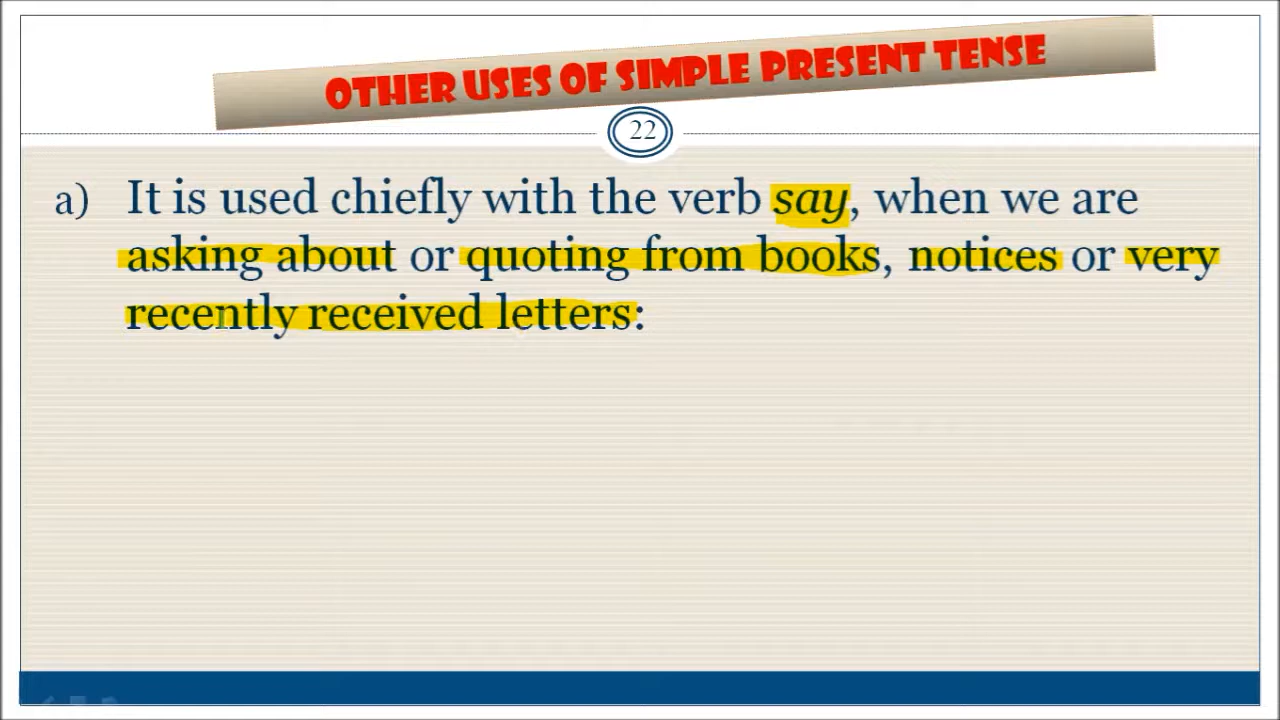 OTHER USES OF SIMPLE PRESENT TENSE
22
a) It is used chiefly with the verb say, when we are
asking about or quoting from books, notices or very
recently received letters: